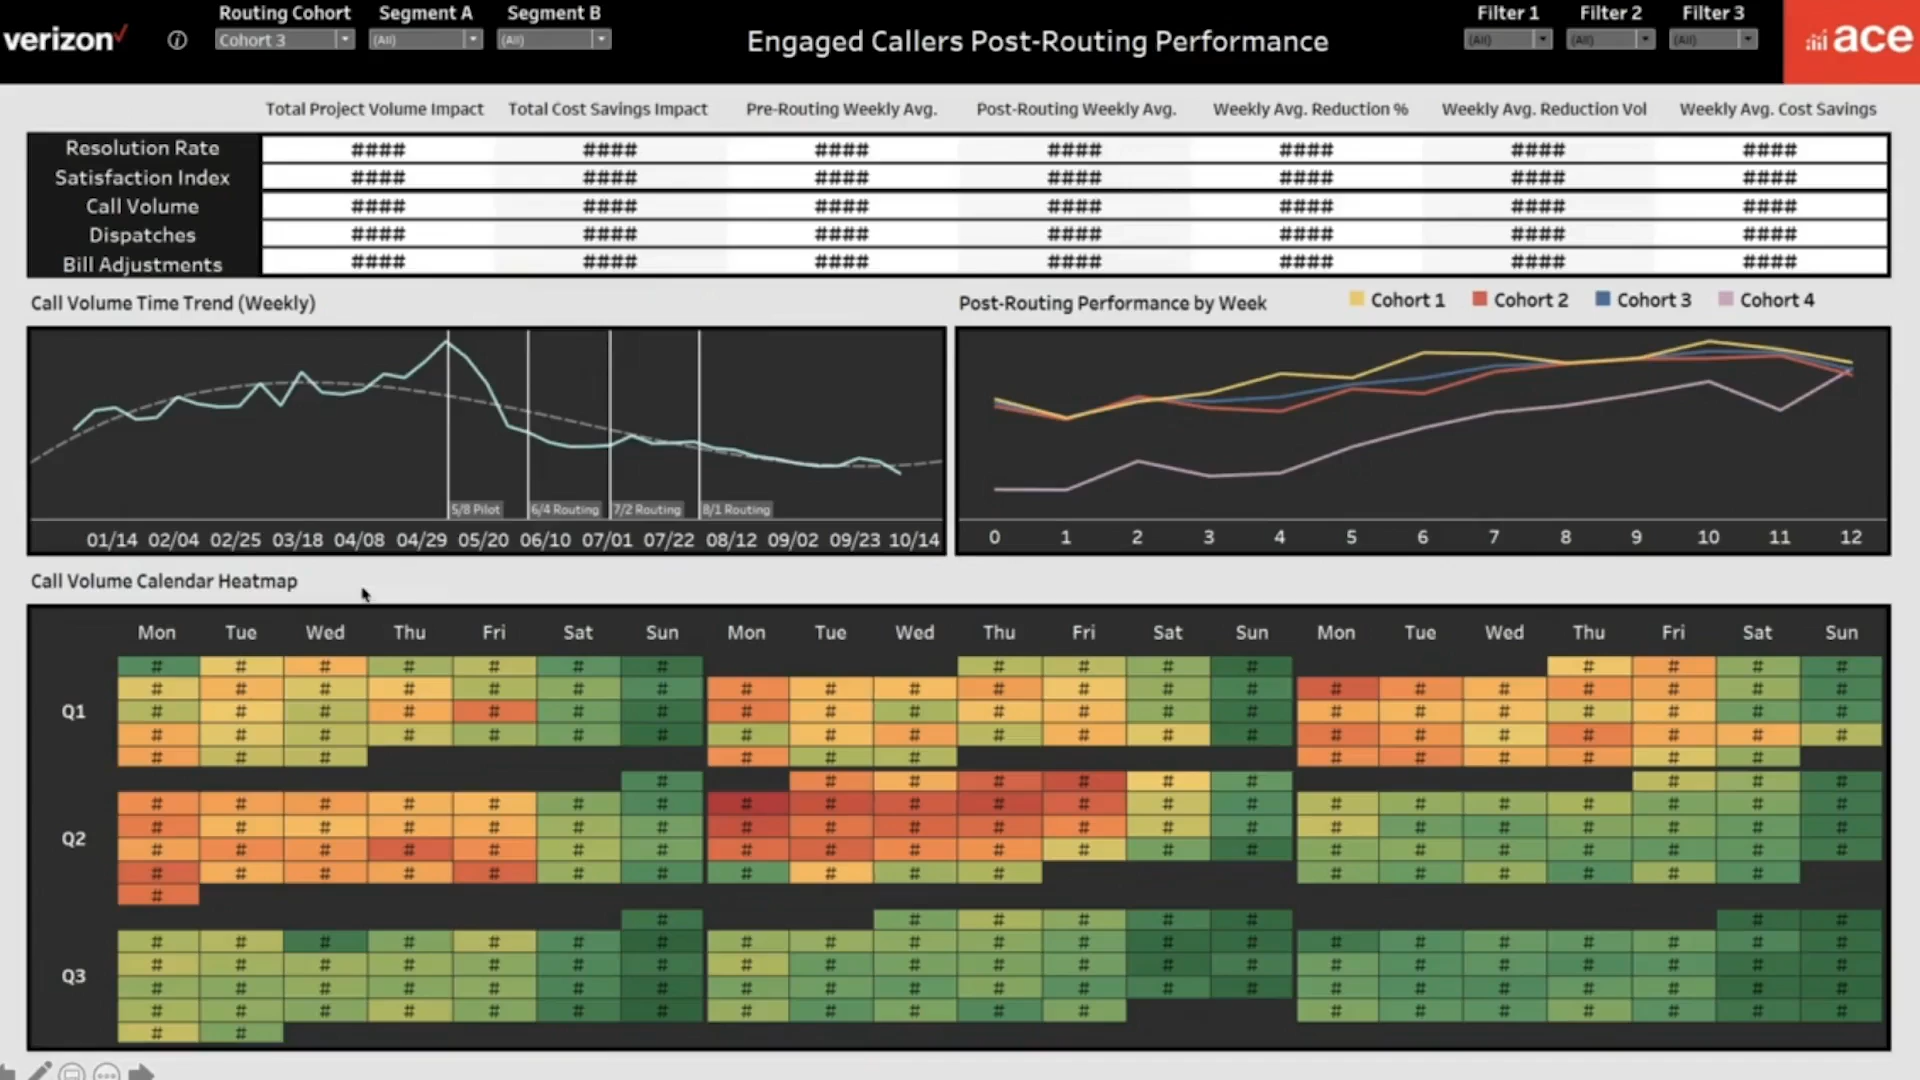 verizon✓
Routing Cohort Segment A Segment B
Cohort 3 (All) (All)
Engaged Callers Post-Routing Performance
Filter 1 Filter 2 Filter 3
(All) (All) (All)
ace
Total Project Volume Impact Total Cost Savings Impact Pre-Routing Weekly Avg. Post-Routing Weekly Avg. Weekly Avg. Reduction % Weekly Avg. Reduction Vol Weekly Avg. Cost Savings
Resolution Rate #### #### #### #### #### #### ####
Satisfaction Index #### #### #### #### #### #### ####
Call Volume #### #### #### #### #### #### ####
Dispatches #### #### #### #### #### #### ####
Bill Adjustments #### #### #### #### #### #### ####
Call Volume Time Trend (Weekly)
5/8 Pilot 6/4 Routing 7/2 Routing 8/1 Routing
01/14 02/04 02/25 03/18 04/08 04/29 05/20 06/10 07/01 07/22 08/12 09/02 09/23 10/14
Post-Routing Performance by Week
Cohort 1 Cohort 2 Cohort 3 Cohort 4
0 1 2 3 4 5 6 7 8 9 10 11 12
Call Volume Calendar Heatmap
Mon Tue Wed Thu Fri Sat Sun Mon Tue Wed Thu Fri Sat Sun Mon Tue Wed Thu Fri Sat Sun
# # # # # # # # # # # # # # #
# # # # # # # # # # # # # # # # # # # # #
Q1 # # # # # # # # # # # # # # # # # # # # #
# # # # # # # # # # # # # # # # # # # # #
# # # # # # # # # # # #
# # # # # # # # # #
# # # # # # # # # # # # # # # # # # # # #
Q2 # # # # # # # # # # # # # # # # # # # # #
# # # # # # # # # # # # # # # # # # # # #
# # # # # # # # # # # # # # # # #
#
# # # # # # # #
# # # # # # # # # # # # # # # # # # # # #
# # # # # # # # # # # # # # # # # # # # #
Q3 # # # # # # # # # # # # # # # # # # # # #
# # # # # # # # # # # # # # # # # # #
# #